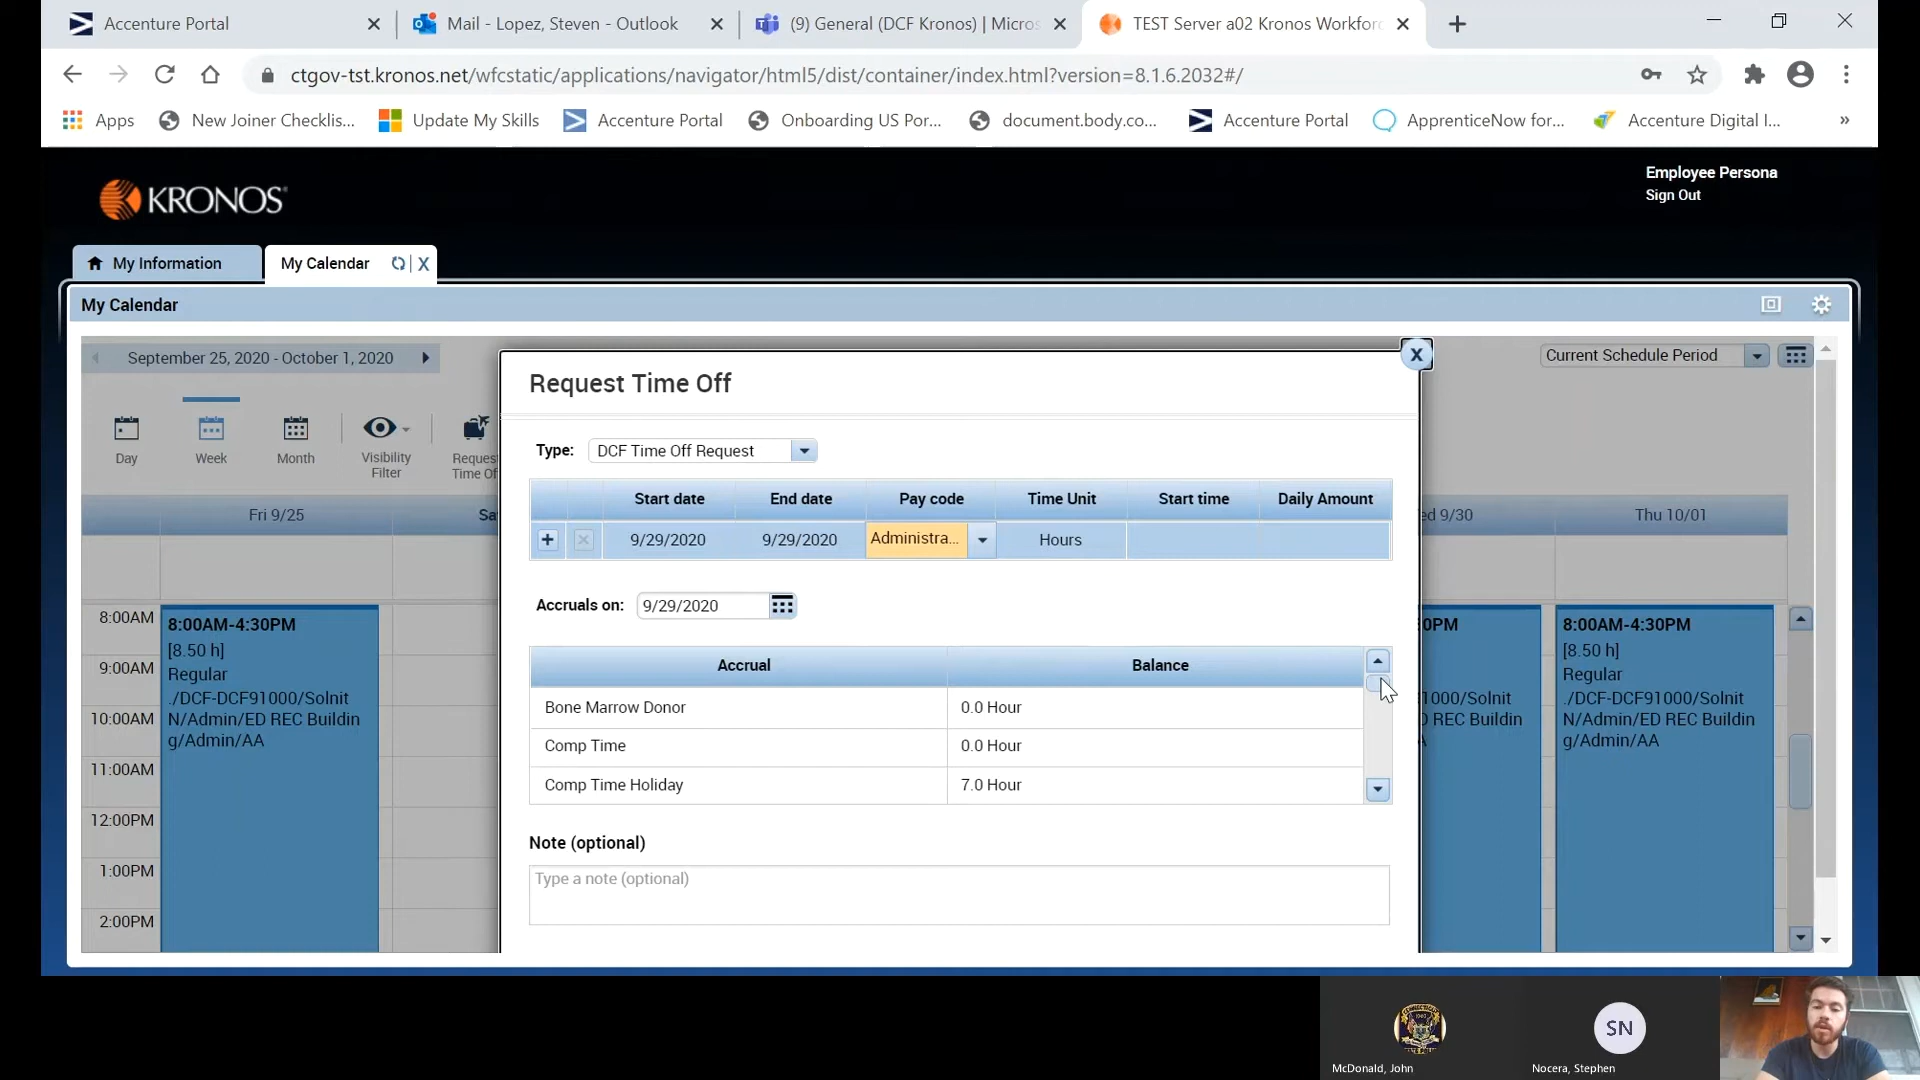 Accenture Portal
Mail - Lopez, Steven - Outlook
(9) General (DCF Kronos) | Micros
TEST Server a02 Kronos Workforc
ctgov-tst.kronos.net/wfcstatic/applications/navigator/html5/dist/container/index.html?version=8.1.6.2032#/
Apps
New Joiner Checklis...
Update My Skills
Accenture Portal
Onboarding US Por...
document.body.co...
Accenture Portal
ApprenticeNow for...
Accenture Digital I...
»
KRONOS
Employee Persona
Sign Out
My Information
My Calendar
X
My Calendar
September 25, 2020 - October 1, 2020
Current Schedule Period
Day
Week
Month
Visibility
Filter
Reques
Time Of
Fri 9/25
Sa
ed 9/30
Thu 10/01
8:00AM
9:00AM
10:00AM
11:00AM
12:00PM
1:00PM
2:00PM
8:00AM-4:30PM
[8.50 h]
Regular
./DCF-DCF91000/Solnit
N/Admin/ED REC Buildin
g/Admin/AA
X
Request Time Off
Type:
DCF Time Off Request
Start date
End date
Pay code
Time Unit
Start time
Daily Amount
9/29/2020
9/29/2020
Administra...
Hours
Accruals on:
9/29/2020
Accrual
Balance
Bone Marrow Donor
0.0 Hour
Comp Time
0.0 Hour
Comp Time Holiday
7.0 Hour
Note (optional)
Type a note (optional)
0PM
1000/Solnit
D REC Buildin
8:00AM-4:30PM
[8.50 h]
Regular
./DCF-DCF91000/Solnit
N/Admin/ED REC Buildin
g/Admin/AA
McDonald, John
SN
Nocera, Stephen